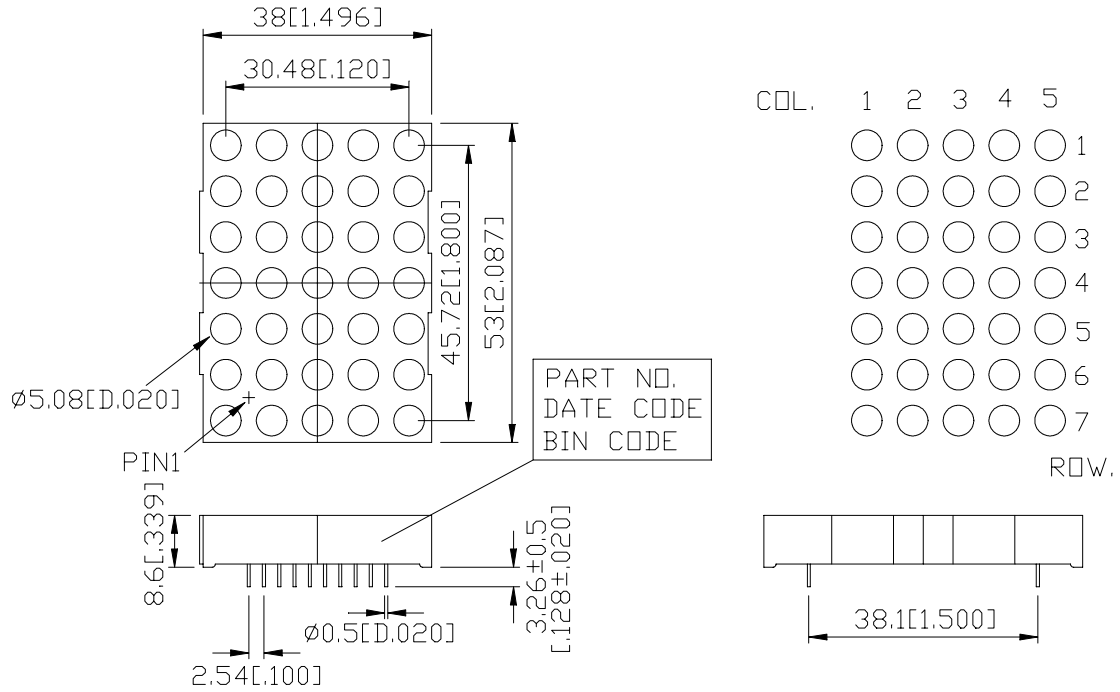 38[1.496]
30.48[.120]
COL. 1 2 3 4 5
1
2
3
4
5
6
7
ROW.
45.72[1.800]
53[2.087]
Ø5.08[D.020]
PIN1
PART NO.
DATE CODE
BIN CODE
8.6[.339]
3.26±0.5
[.128±.020]
Ø0.5[D.020]
2.54[.100]
38.1[1.500]